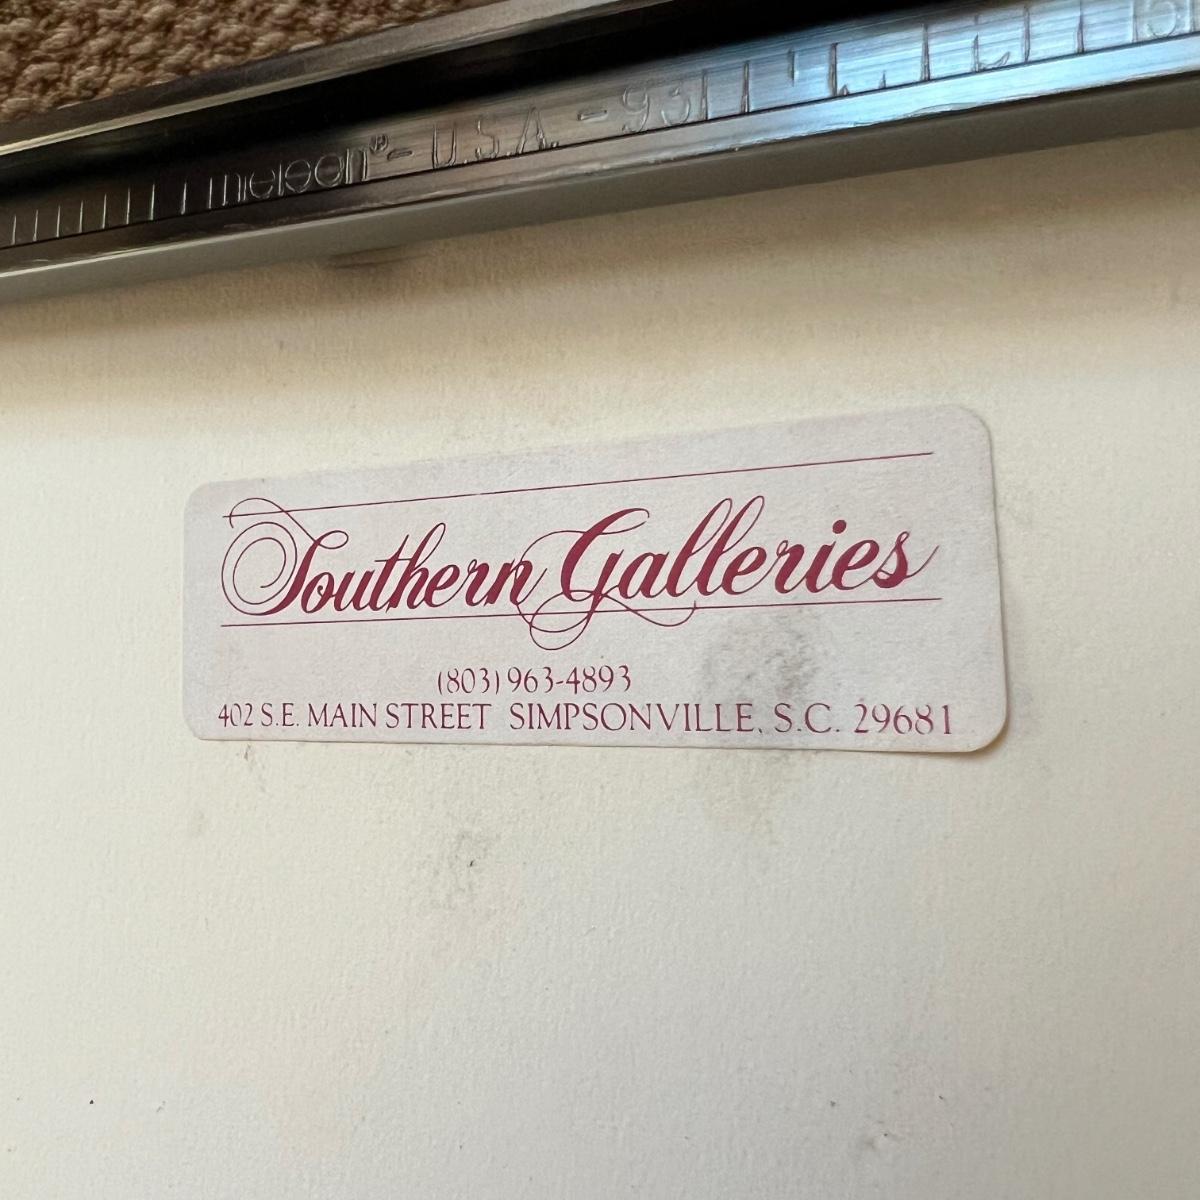 nielsen®- U.S.A. - 93
Southern Galleries
(803) 963-4893
402 S.E. MAIN STREET SIMPSONVILLE, S.C. 29681